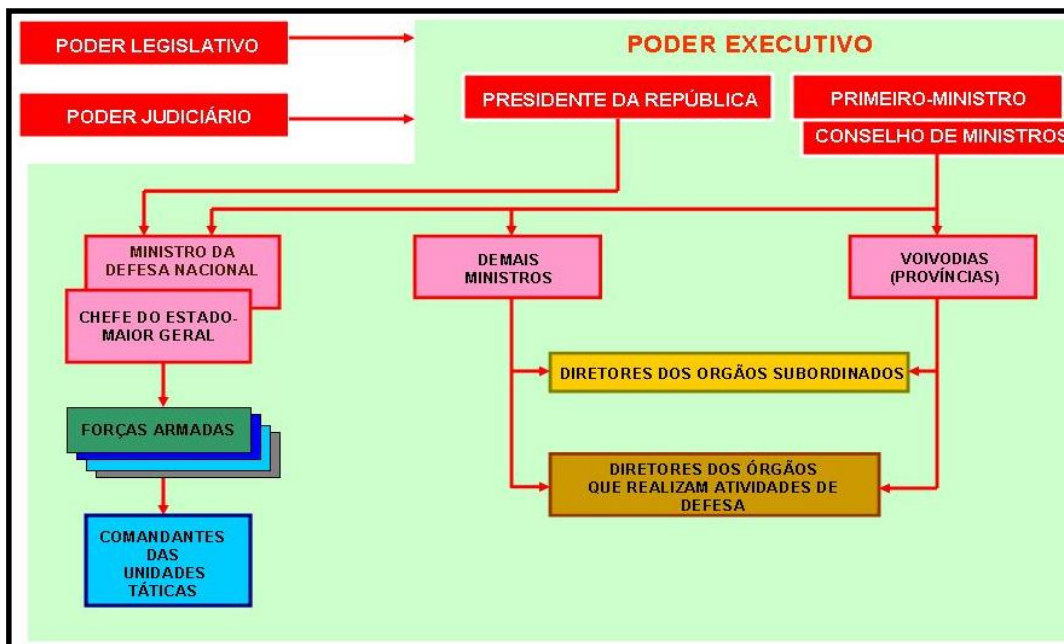 PODER LEGISLATIVO
PODER EXECUTIVO
PODER JUDICIÁRIO
PRESIDENTE DA REPÚBLICA
PRIMEIRO-MINISTRO
CONSELHO DE MINISTROS
MINISTRO DA
DEFESA NACIONAL
CHEFE DO ESTADO-
MAIOR GERAL
DEMAIS
MINISTROS
VOIVODIAS
(PROVÍNCIAS)
DIRETORES DOS ORGÃOS SUBORDINADOS
FORÇAS ARMADAS
DIRETORES DOS ÓRGÃOS
QUE REALIZAM ATIVIDADES DE
DEFESA
COMANDANTES
DAS
UNIDADES
TÁTICAS